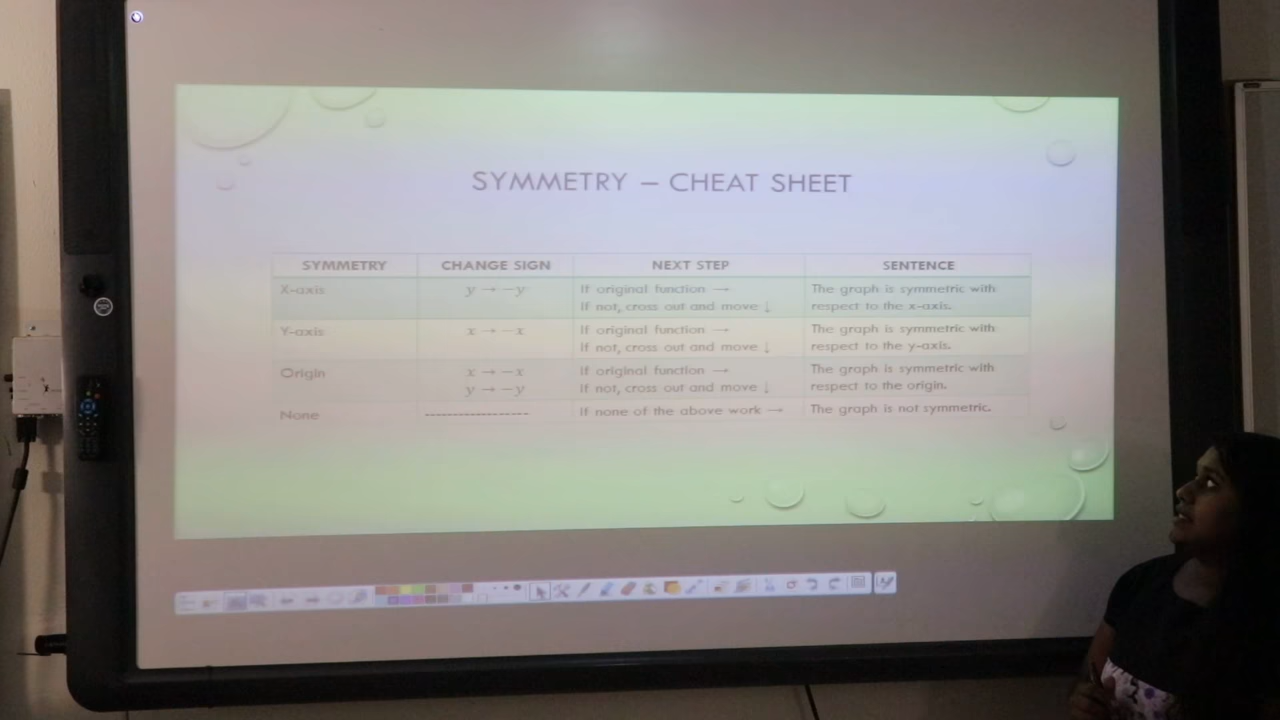 SYMMETRY – CHEAT SHEET
SYMMETRY CHANGE SIGN NEXT STEP SENTENCE
X-axis y → −y If original function → The graph is symmetric with
If not, cross out and move ↓ respect to the x-axis.
Y-axis x → −x If original function → The graph is symmetric with
If not, cross out and move ↓ respect to the y-axis.
Origin x → −x If original function → The graph is symmetric with
y → −y If not, cross out and move ↓ respect to the origin.
None ------------------ If none of the above work → The graph is not symmetric.